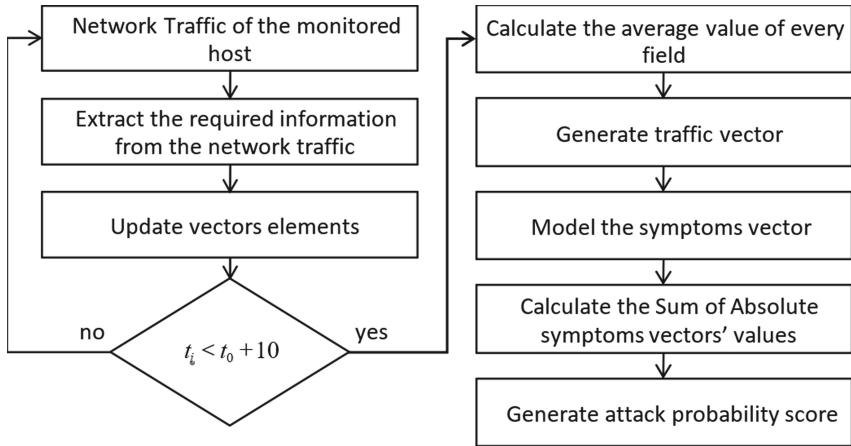 Network Traffic of the monitored
host
Extract the required information
from the network traffic
Update vectors elements
no
t_i < t_0 + 10
yes
Calculate the average value of every
field
Generate traffic vector
Model the symptoms vector
Calculate the Sum of Absolute
symptoms vectors' values
Generate attack probability score